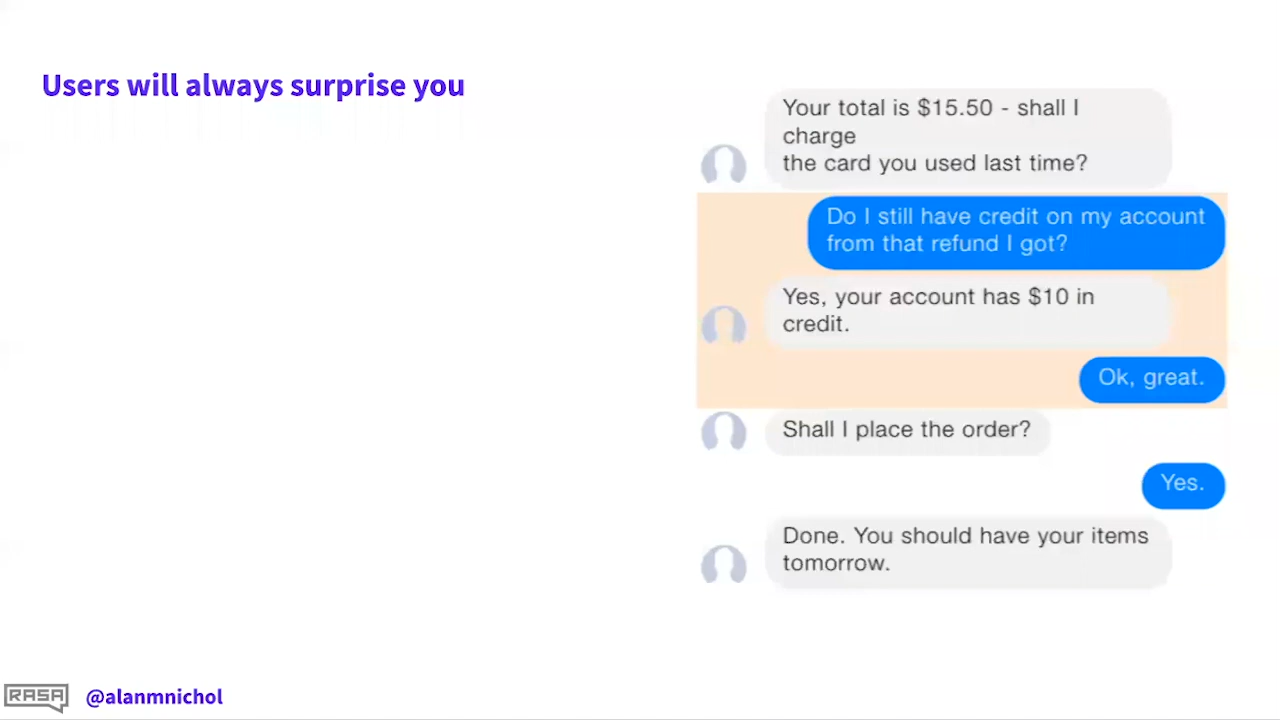 Users will always surprise you
Your total is $15.50 - shall I
charge
the card you used last time?
Do I still have credit on my account
from that refund I got?
Yes, your account has $10 in
credit.
Ok, great.
Shall I place the order?
Yes.
Done. You should have your items
tomorrow.
RASA
@alanmnichol